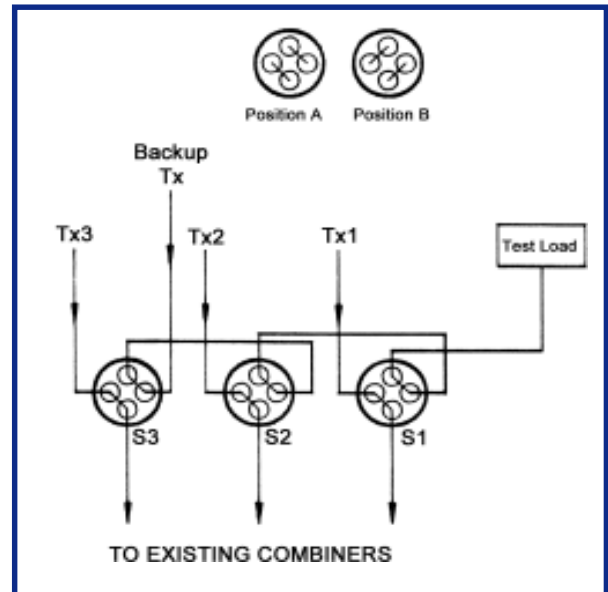 Position A
Position B
Backup
Tx
Tx3
Tx2
Tx1
Test Load
S3
S2
S1
TO EXISTING COMBINERS